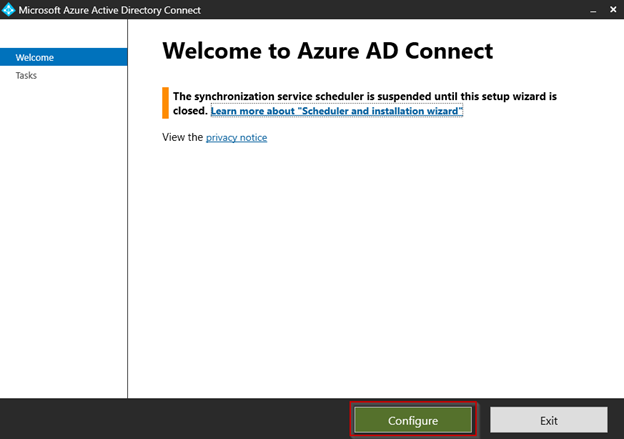 Microsoft Azure Active Directory Connect
Welcome
Tasks
Welcome to Azure AD Connect
The synchronization service scheduler is suspended until this setup wizard is
closed. Learn more about "Scheduler and installation wizard"
View the privacy notice
Configure
Exit